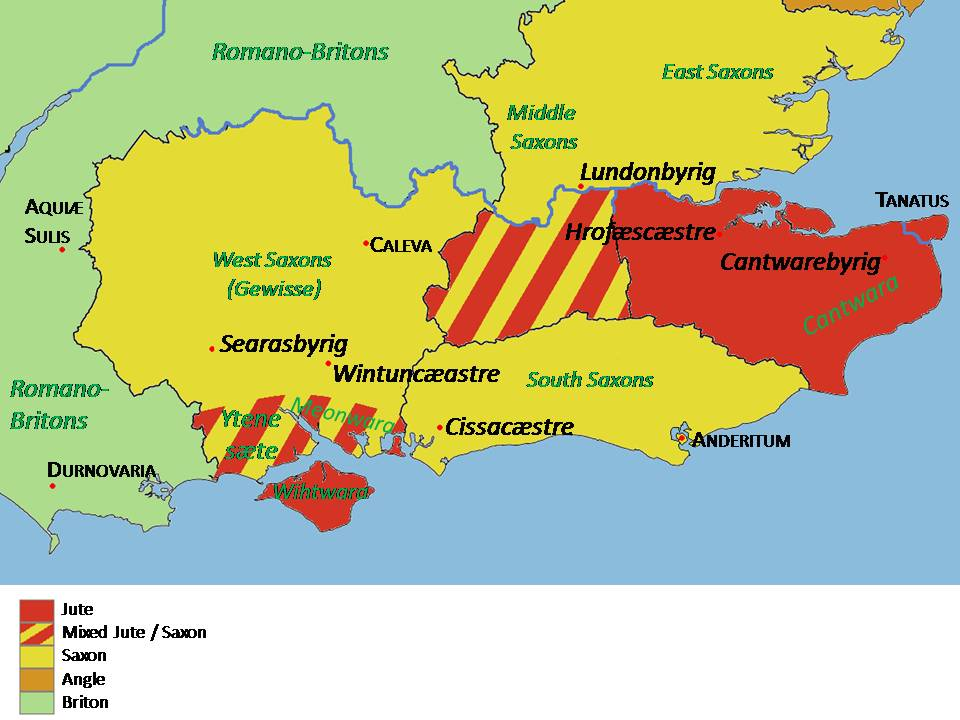 Romano-Britons
East Saxons
Middle
Saxons
Lundonbyrig
TANATUS
AQUIÆ
SULIS
Hrofæscæstre
CALEVA
West Saxons
(Gewisse)
Cantwarebyrig
Cantwara
Searasbyrig
Wintuncæastre
South Saxons
Romano-
Britons
Ytene
sæte
Meonwara
Cissacæstre
ANDERITUM
DURNOVARIA
Wihtwara
Jute
Mixed Jute / Saxon
Saxon
Angle
Briton